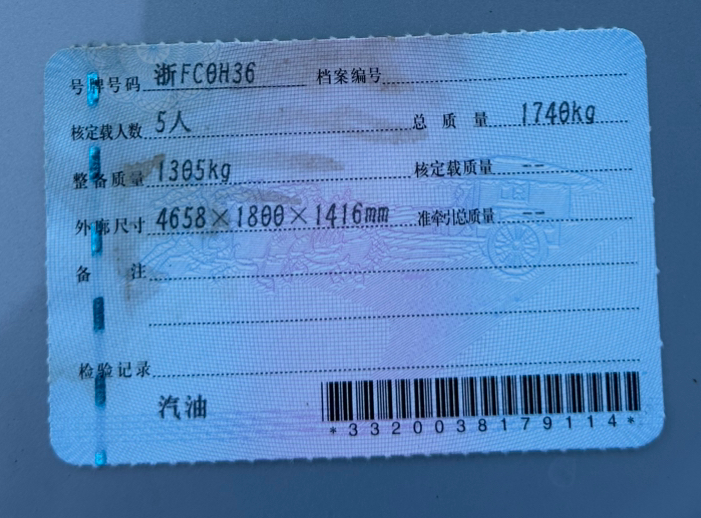 号牌号码 浙FC0H36 档案编号
核定载人数 5人 总质量 1740kg
整备质量 1305kg 核定载质量 --
外廓尺寸 4658×1800×1416mm 准牵引总质量 --
备注
检验记录
汽油
*3320038179114*